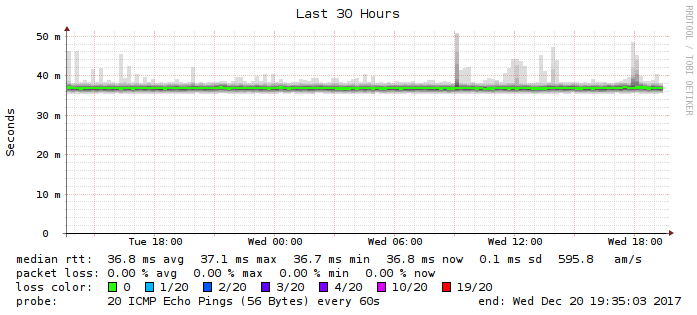 Last 30 Hours
RRDTOOL / TOBI OETIKER
Seconds
50 m
40 m
30 m
20 m
10 m
0
Tue 18:00 Wed 00:00 Wed 06:00 Wed 12:00 Wed 18:00
median rtt: 36.8 ms avg 37.1 ms max 36.7 ms min 36.8 ms now 0.1 ms sd 595.8 am/s
packet loss: 0.00 % avg 0.00 % max 0.00 % min 0.00 % now
loss color: 0 1/20 2/20 3/20 4/20 10/20 19/20
probe: 20 ICMP Echo Pings (56 Bytes) every 60s end: Wed Dec 20 19:35:03 2017